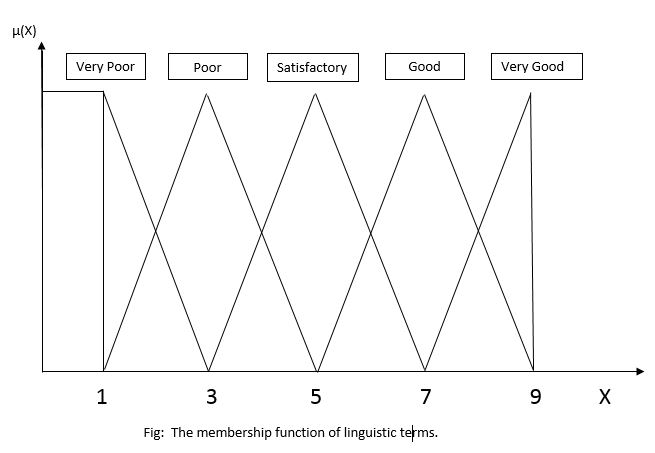 μ(X)
Very Poor
Poor
Satisfactory
Good
Very Good
1
3
5
7
9
X
Fig: The membership function of linguistic terms.